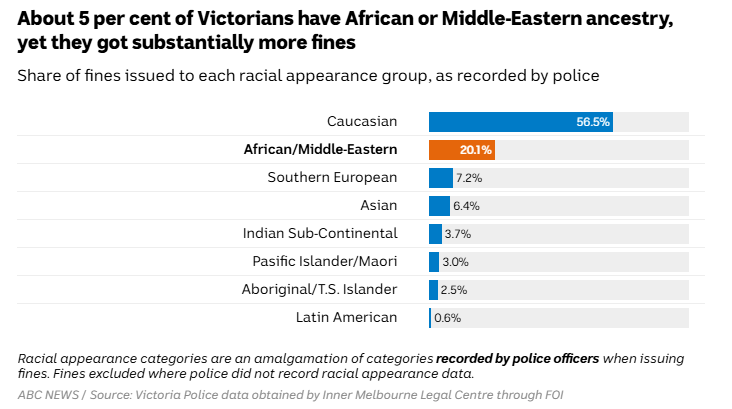 About 5 per cent of Victorians have African or Middle-Eastern ancestry,
yet they got substantially more fines
Share of fines issued to each racial appearance group, as recorded by police
Caucasian 56.5%
African/Middle-Eastern 20.1%
Southern European 7.2%
Asian 6.4%
Indian Sub-Continental 3.7%
Pasific Islander/Maori 3.0%
Aboriginal/T.S. Islander 2.5%
Latin American 0.6%
Racial appearance categories are an amalgamation of categories recorded by police officers when issuing
fines. Fines excluded where police did not record racial appearance data.
ABC NEWS / Source: Victoria Police data obtained by Inner Melbourne Legal Centre through FOI